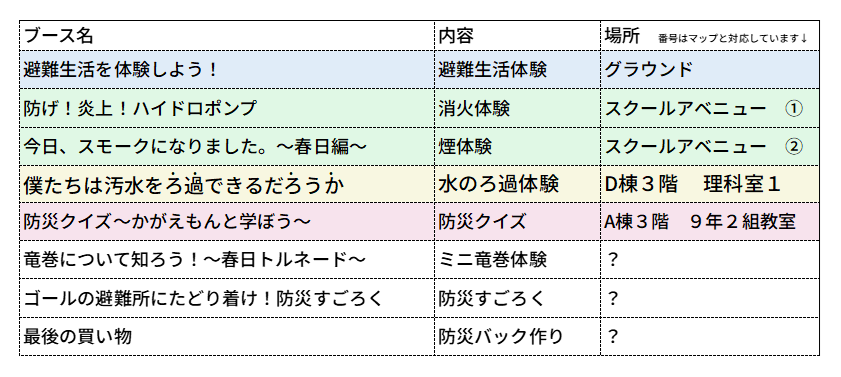 ブース名 内容 場所 番号はマップと対応しています↓
避難生活を体験しよう！ 避難生活体験 グラウンド
防げ！炎上！ハイドロポンプ 消火体験 スクールアベニュー ①
今日、スモークになりました。～春日編～ 煙体験 スクールアベニュー ②
僕たちは汚水をろ過できるだろうか 水のろ過体験 D棟３階 理科室１
防災クイズ～かがえもんと学ぼう～ 防災クイズ A棟３階 ９年２組教室
竜巻について知ろう！～春日トルネード～ ミニ竜巻体験 ？
ゴールの避難所にたどり着け！防災すごろく 防災すごろく ？
最後の買い物 防災バック作り ？